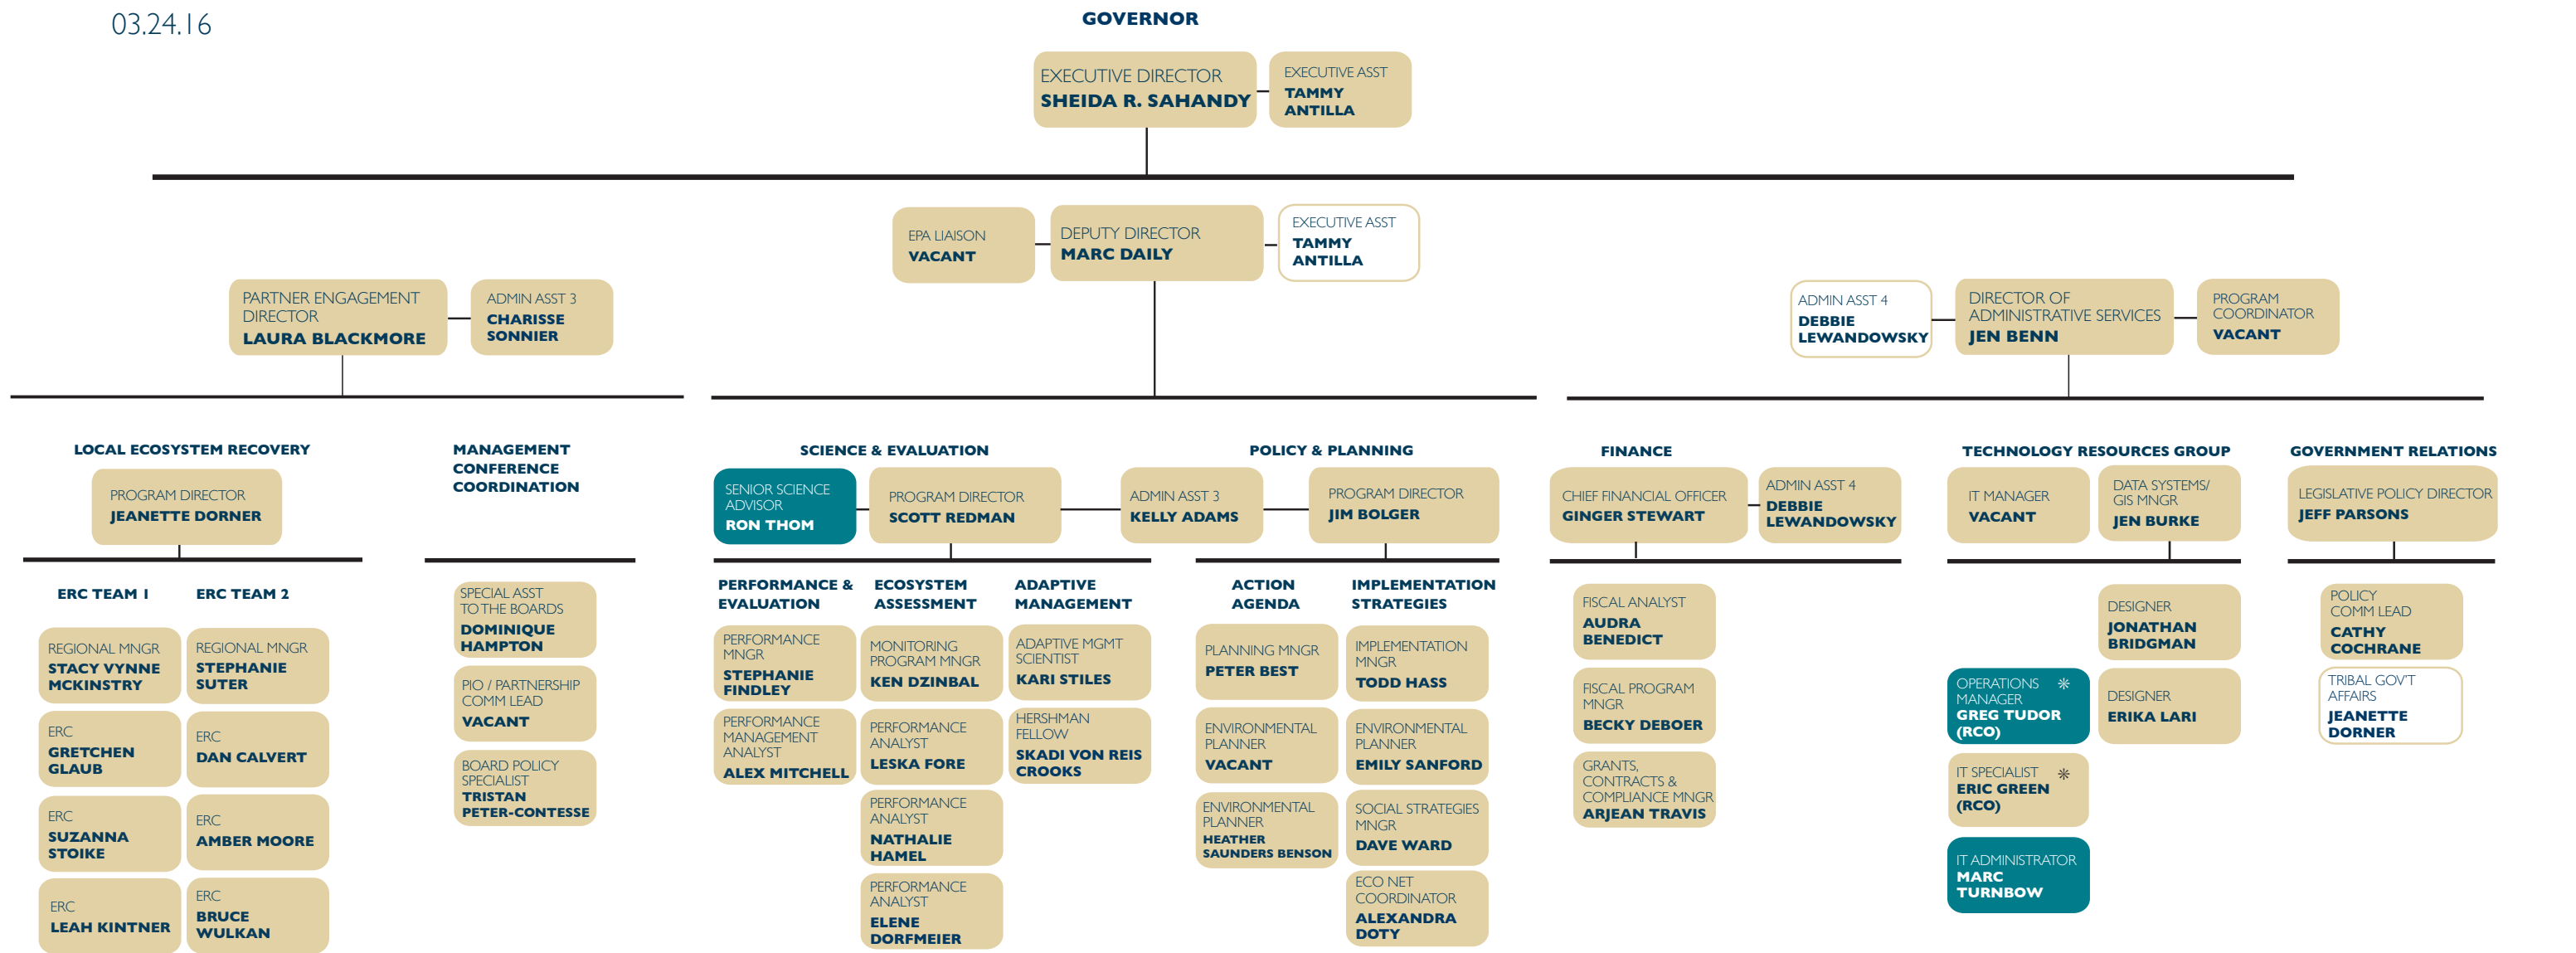 03.24.16
GOVERNOR
EXECUTIVE DIRECTOR
SHEIDA R. SAHANDY
EXECUTIVE ASST
TAMMY
ANTILLA
EPA LIAISON
VACANT
DEPUTY DIRECTOR
MARC DAILY
EXECUTIVE ASST
TAMMY
ANTILLA
PARTNER ENGAGEMENT
DIRECTOR
LAURA BLACKMORE
ADMIN ASST 3
CHARISSE
SONNIER
ADMIN ASST 4
DEBBIE
LEWANDOWSKY
DIRECTOR OF
ADMINISTRATIVE SERVICES
JEN BENN
PROGRAM
COORDINATOR
VACANT
LOCAL ECOSYSTEM RECOVERY
PROGRAM DIRECTOR
JEANETTE DORNER
ERC TEAM 1
REGIONAL MNGR
STACY VYNNE
MCKINSTRY
ERC
GRETCHEN
GLAUB
ERC
SUZANNA
STOIKE
ERC
LEAH KINTNER
ERC TEAM 2
REGIONAL MNGR
STEPHANIE
SUTER
ERC
DAN CALVERT
ERC
AMBER MOORE
ERC
BRUCE
WULKAN
MANAGEMENT
CONFERENCE
COORDINATION
SPECIAL ASST
TO THE BOARDS
DOMINIQUE
HAMPTON
PIO / PARTNERSHIP
COMM LEAD
VACANT
BOARD POLICY
SPECIALIST
TRISTAN
PETER-CONTESSE
SCIENCE & EVALUATION
SENIOR SCIENCE
ADVISOR
RON THOM
PROGRAM DIRECTOR
SCOTT REDMAN
ADMIN ASST 3
KELLY ADAMS
POLICY & PLANNING
PROGRAM DIRECTOR
JIM BOLGER
PERFORMANCE &
EVALUATION
PERFORMANCE
MNGR
STEPHANIE
FINDLEY
PERFORMANCE
MANAGEMENT
ANALYST
ALEX MITCHELL
ECOSYSTEM
ASSESSMENT
MONITORING
PROGRAM MNGR
KEN DZINBAL
PERFORMANCE
ANALYST
LESKA FORE
PERFORMANCE
ANALYST
NATHALIE
HAMEL
PERFORMANCE
ANALYST
ELENE
DORFMEIER
ADAPTIVE
MANAGEMENT
ADAPTIVE MGMT
SCIENTIST
KARI STILES
HERSHMAN
FELLOW
SKADI VON REIS
CROOKS
ACTION
AGENDA
PLANNING MNGR
PETER BEST
ENVIRONMENTAL
PLANNER
VACANT
ENVIRONMENTAL
PLANNER
HEATHER
SAUNDERS BENSON
IMPLEMENTATION
STRATEGIES
IMPLEMENTATION
MNGR
TODD HASS
ENVIRONMENTAL
PLANNER
EMILY SANFORD
SOCIAL STRATEGIES
MNGR
DAVE WARD
ECO NET
COORDINATOR
ALEXANDRA
DOTY
FINANCE
CHIEF FINANCIAL OFFICER
GINGER STEWART
ADMIN ASST 4
DEBBIE
LEWANDOWSKY
FISCAL ANALYST
AUDRA
BENEDICT
FISCAL PROGRAM
MNGR
BECKY DEBOER
GRANTS,
CONTRACTS &
COMPLIANCE MNGR
ARJEAN TRAVIS
TECHNOLOGY RESOURCES GROUP
IT MANAGER
VACANT
DATA SYSTEMS/
GIS MNGR
JEN BURKE
DESIGNER
JONATHAN
BRIDGMAN
DESIGNER
ERIKA LARI
OPERATIONS ✳
MANAGER
GREG TUDOR
(RCO)
IT SPECIALIST ✳
ERIC GREEN
(RCO)
IT ADMINISTRATOR
MARC
TURNBOW
GOVERNMENT RELATIONS
LEGISLATIVE POLICY DIRECTOR
JEFF PARSONS
POLICY
COMM LEAD
CATHY
COCHRANE
TRIBAL GOV'T
AFFAIRS
JEANETTE
DORNER